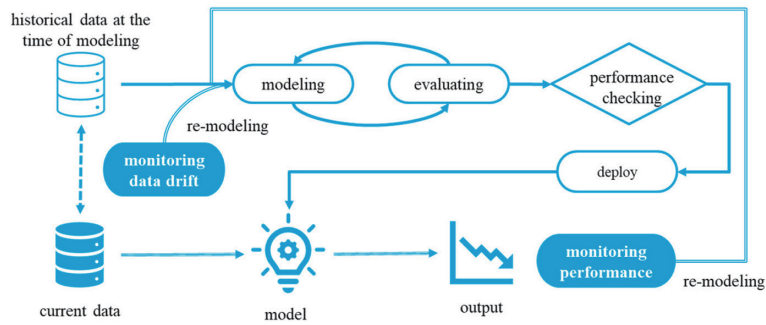 historical data at the
time of modeling
modeling
evaluating
performance
checking
re-modeling
monitoring
data drift
deploy
monitoring
performance
re-modeling
current data
model
output